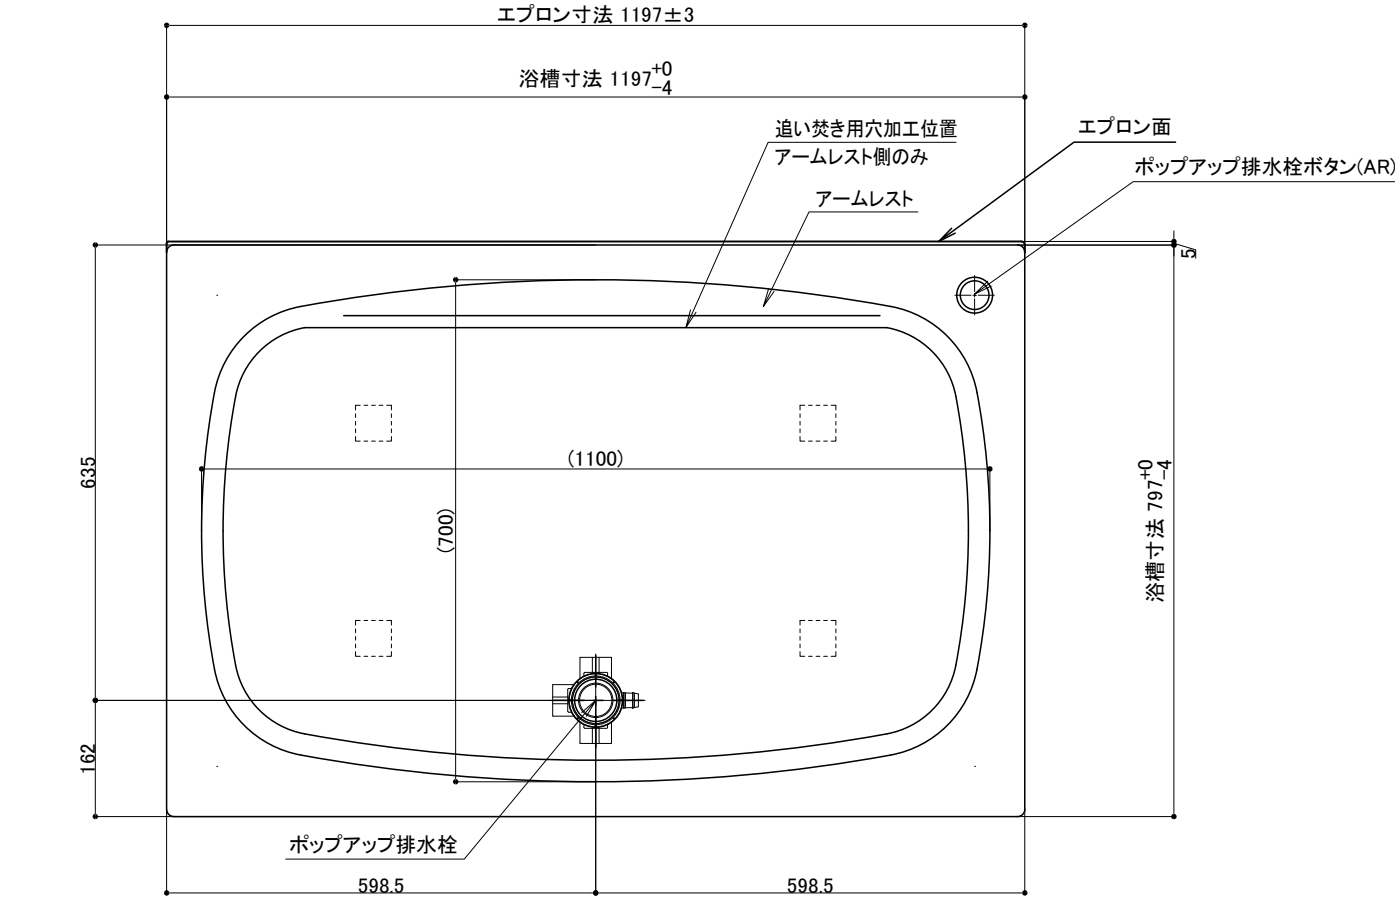 エプロン寸法 1197±3
浴槽寸法 1197+0−4
追い焚き用穴加工位置
アームレスト側のみ
エプロン面
ポップアップ排水栓ボタン(AR)
アームレスト
5
(1100)
635
(700)
浴槽寸法 797+0−4
162
ポップアップ排水栓
598.5
598.5